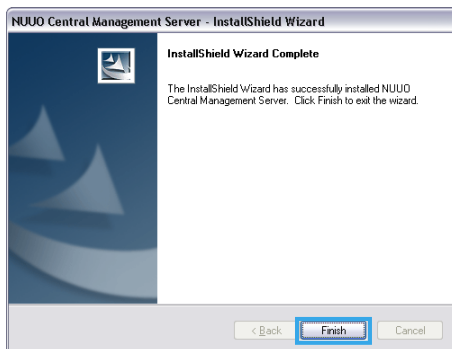 NUUO Central Management Server - InstallShield Wizard
InstallShield Wizard Complete
The InstallShield Wizard has successfully installed NUUO
Central Management Server. Click Finish to exit the wizard.
< Back
Finish
Cancel